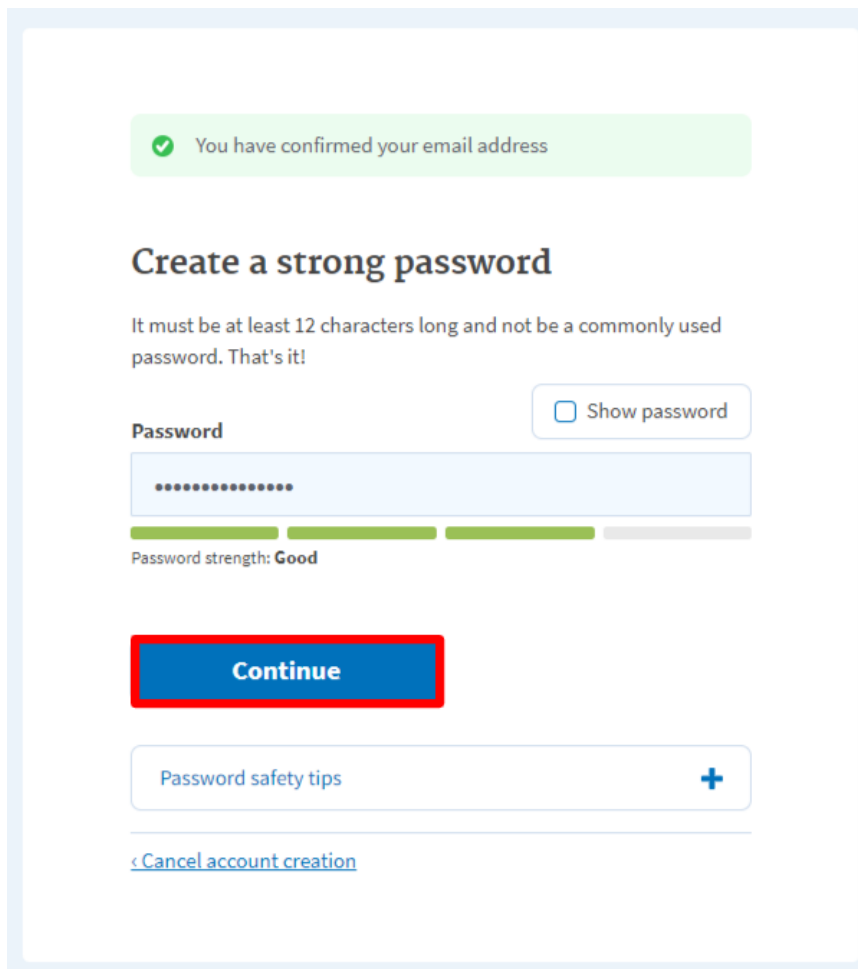 You have confirmed your email address
Create a strong password
It must be at least 12 characters long and not be a commonly used
password. That's it!
Show password
Password
•••••••••••••••
Password strength: Good
Continue
Password safety tips
‹ Cancel account creation